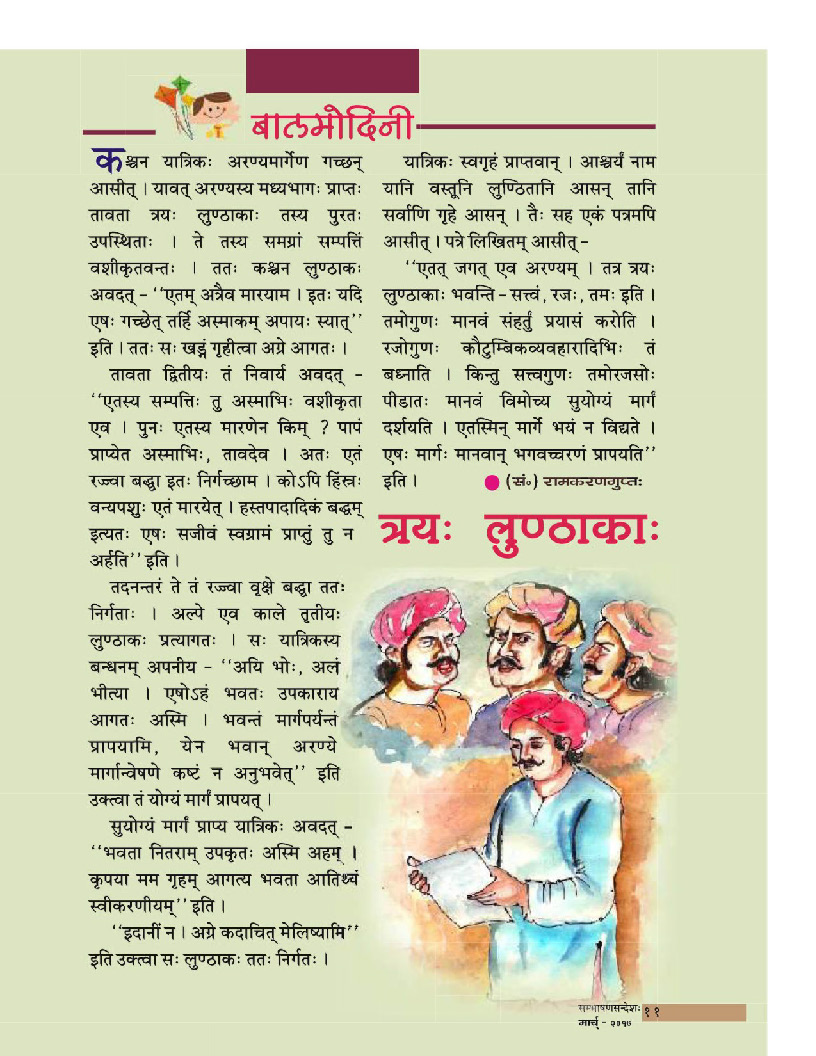 बालमोदिनी
कश्चन यात्रिकः अरण्यमार्गेण गच्छन्
आसीत् । यावत् अरण्यस्य मध्यभागः प्राप्तः
तावता त्रयः लुण्ठाकाः तस्य पुरतः
उपस्थिताः । ते तस्य समग्रां सम्पत्तिं
वशीकृतवन्तः । ततः कश्चन लुण्ठाकः
अवदत् – ‘‘एतम् अत्रैव मारयाम । इतः यदि
एषः गच्छेत् तर्हि अस्माकम् अपायः स्यात्’’
इति । ततः सः खड्गं गृहीत्वा अग्रे आगतः ।
तावता द्वितीयः तं निवार्य अवदत् –
‘‘एतस्य सम्पत्तिः तु अस्माभिः वशीकृता
एव । पुनः एतस्य मारणेन किम् ? पापं
प्राप्येत अस्माभिः, तावदेव । अतः एतं
रज्ज्वा बद्ध्वा इतः निर्गच्छाम । कोऽपि हिंस्रः
वन्यपशुः एतं मारयेत् । हस्तपादादिकं बद्धम्
इत्यतः एषः सजीवं स्वग्रामं प्राप्तुं तु न
अर्हति’’ इति ।
तदनन्तरं ते तं रज्ज्वा वृक्षे बद्ध्वा ततः
निर्गताः । अल्पे एव काले तृतीयः
लुण्ठाकः प्रत्यागतः । सः यात्रिकस्य
बन्धनम् अपनीय – ‘‘अयि भोः, अलं
भीत्या । एषोऽहं भवतः उपकाराय
आगतः अस्मि । भवन्तं मार्गपर्यन्तं
प्रापयामि, येन भवान् अरण्ये
मार्गान्वेषणे कष्टं न अनुभवेत्’’ इति
उक्त्वा तं योग्यं मार्गं प्रापयत् ।
सुयोग्यं मार्गं प्राप्य यात्रिकः अवदत् –
‘‘भवता नितराम् उपकृतः अस्मि अहम् ।
कृपया मम गृहम् आगत्य भवता आतिथ्यं
स्वीकरणीयम्’’ इति ।
‘‘इदानीं न । अग्रे कदाचित् मेलिष्यामि’’
इति उक्त्वा सः लुण्ठाकः ततः निर्गतः ।
यात्रिकः स्वगृहं प्राप्तवान् । आश्चर्यं नाम
यानि वस्तूनि लुण्ठितानि आसन् तानि
सर्वाणि गृहे आसन् । तैः सह एकं पत्रमपि
आसीत् । पत्रे लिखितम् आसीत् –
‘‘एतत् जगत् एव अरण्यम् । तत्र त्रयः
लुण्ठाकाः भवन्ति – सत्त्वं, रजः, तमः इति ।
तमोगुणः मानवं संहर्तुं प्रयासं करोति ।
रजोगुणः कौटुम्बिकव्यवहारादिभिः तं
बध्नाति । किन्तु सत्त्वगुणः तमोरजसोः
पीडातः मानवं विमोच्य सुयोग्यं मार्गं
दर्शयति । एतस्मिन् मार्गे भयं न विद्यते ।
एषः मार्गः मानवान् भगवच्चरणं प्रापयति’’
इति । ● (सं॰) रामकरणगुप्तः
त्रयः लुण्ठाकाः
सम्भाषणसन्देशः ११
मार्च् – २०१७